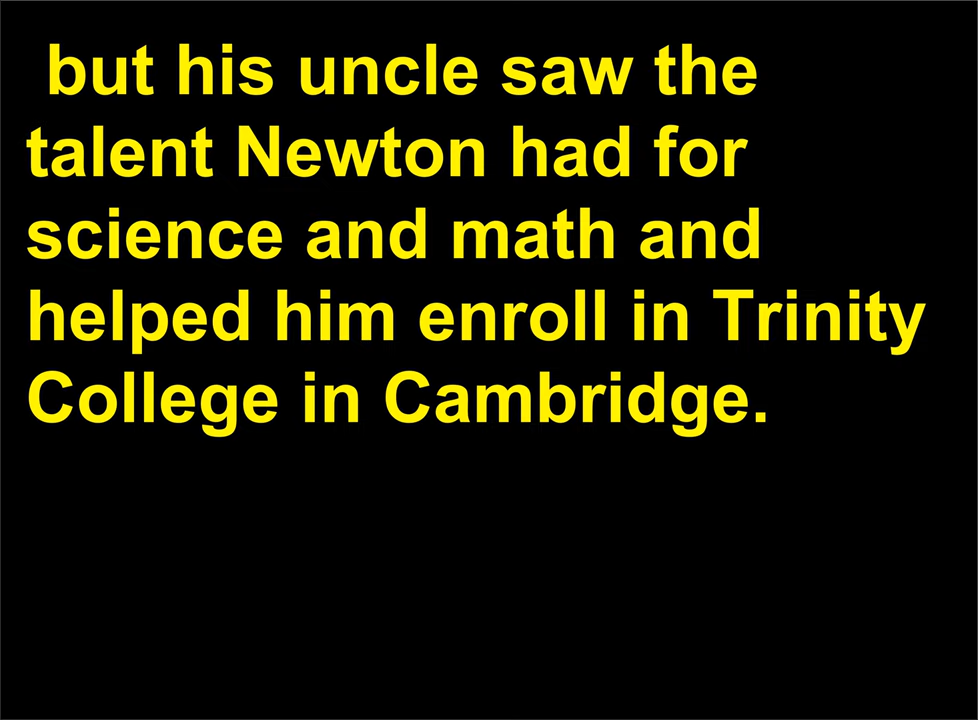 but his uncle saw the
talent Newton had for
science and math and
helped him enroll in Trinity
College in Cambridge.